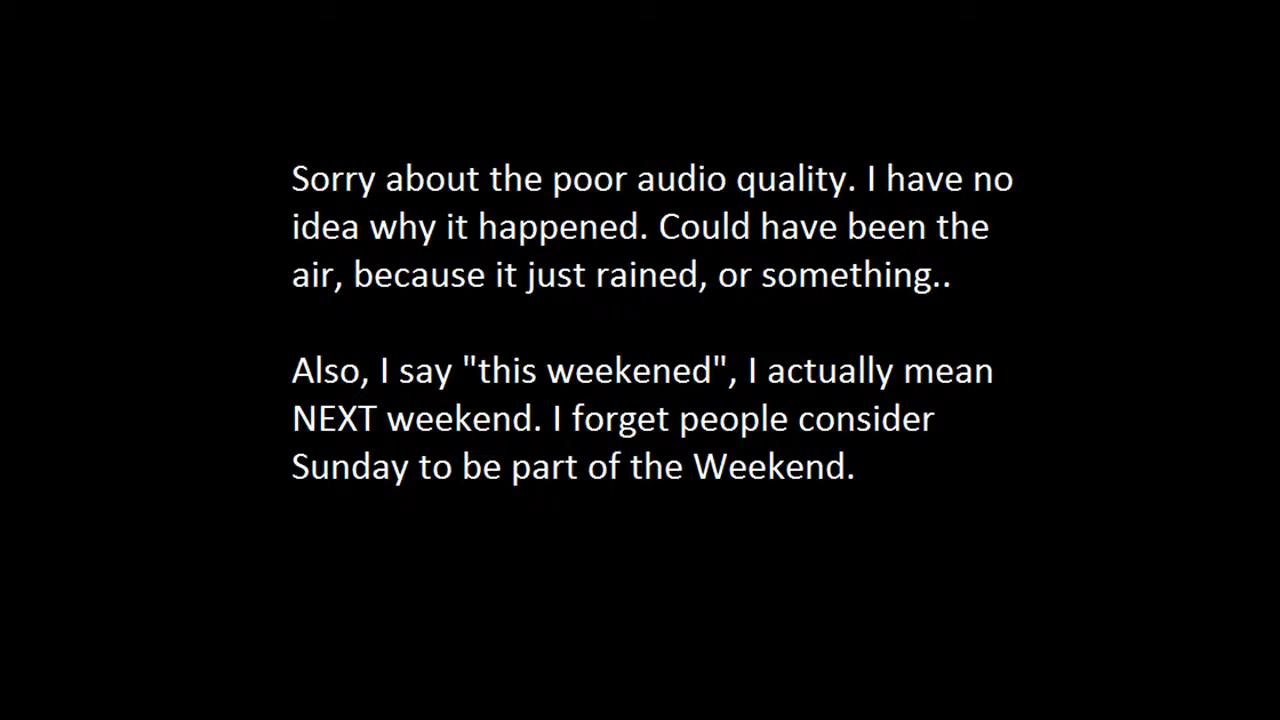 Sorry about the poor audio quality. I have no
idea why it happened. Could have been the
air, because it just rained, or something..
Also, I say "this weekened", I actually mean
NEXT weekend. I forget people consider
Sunday to be part of the Weekend.